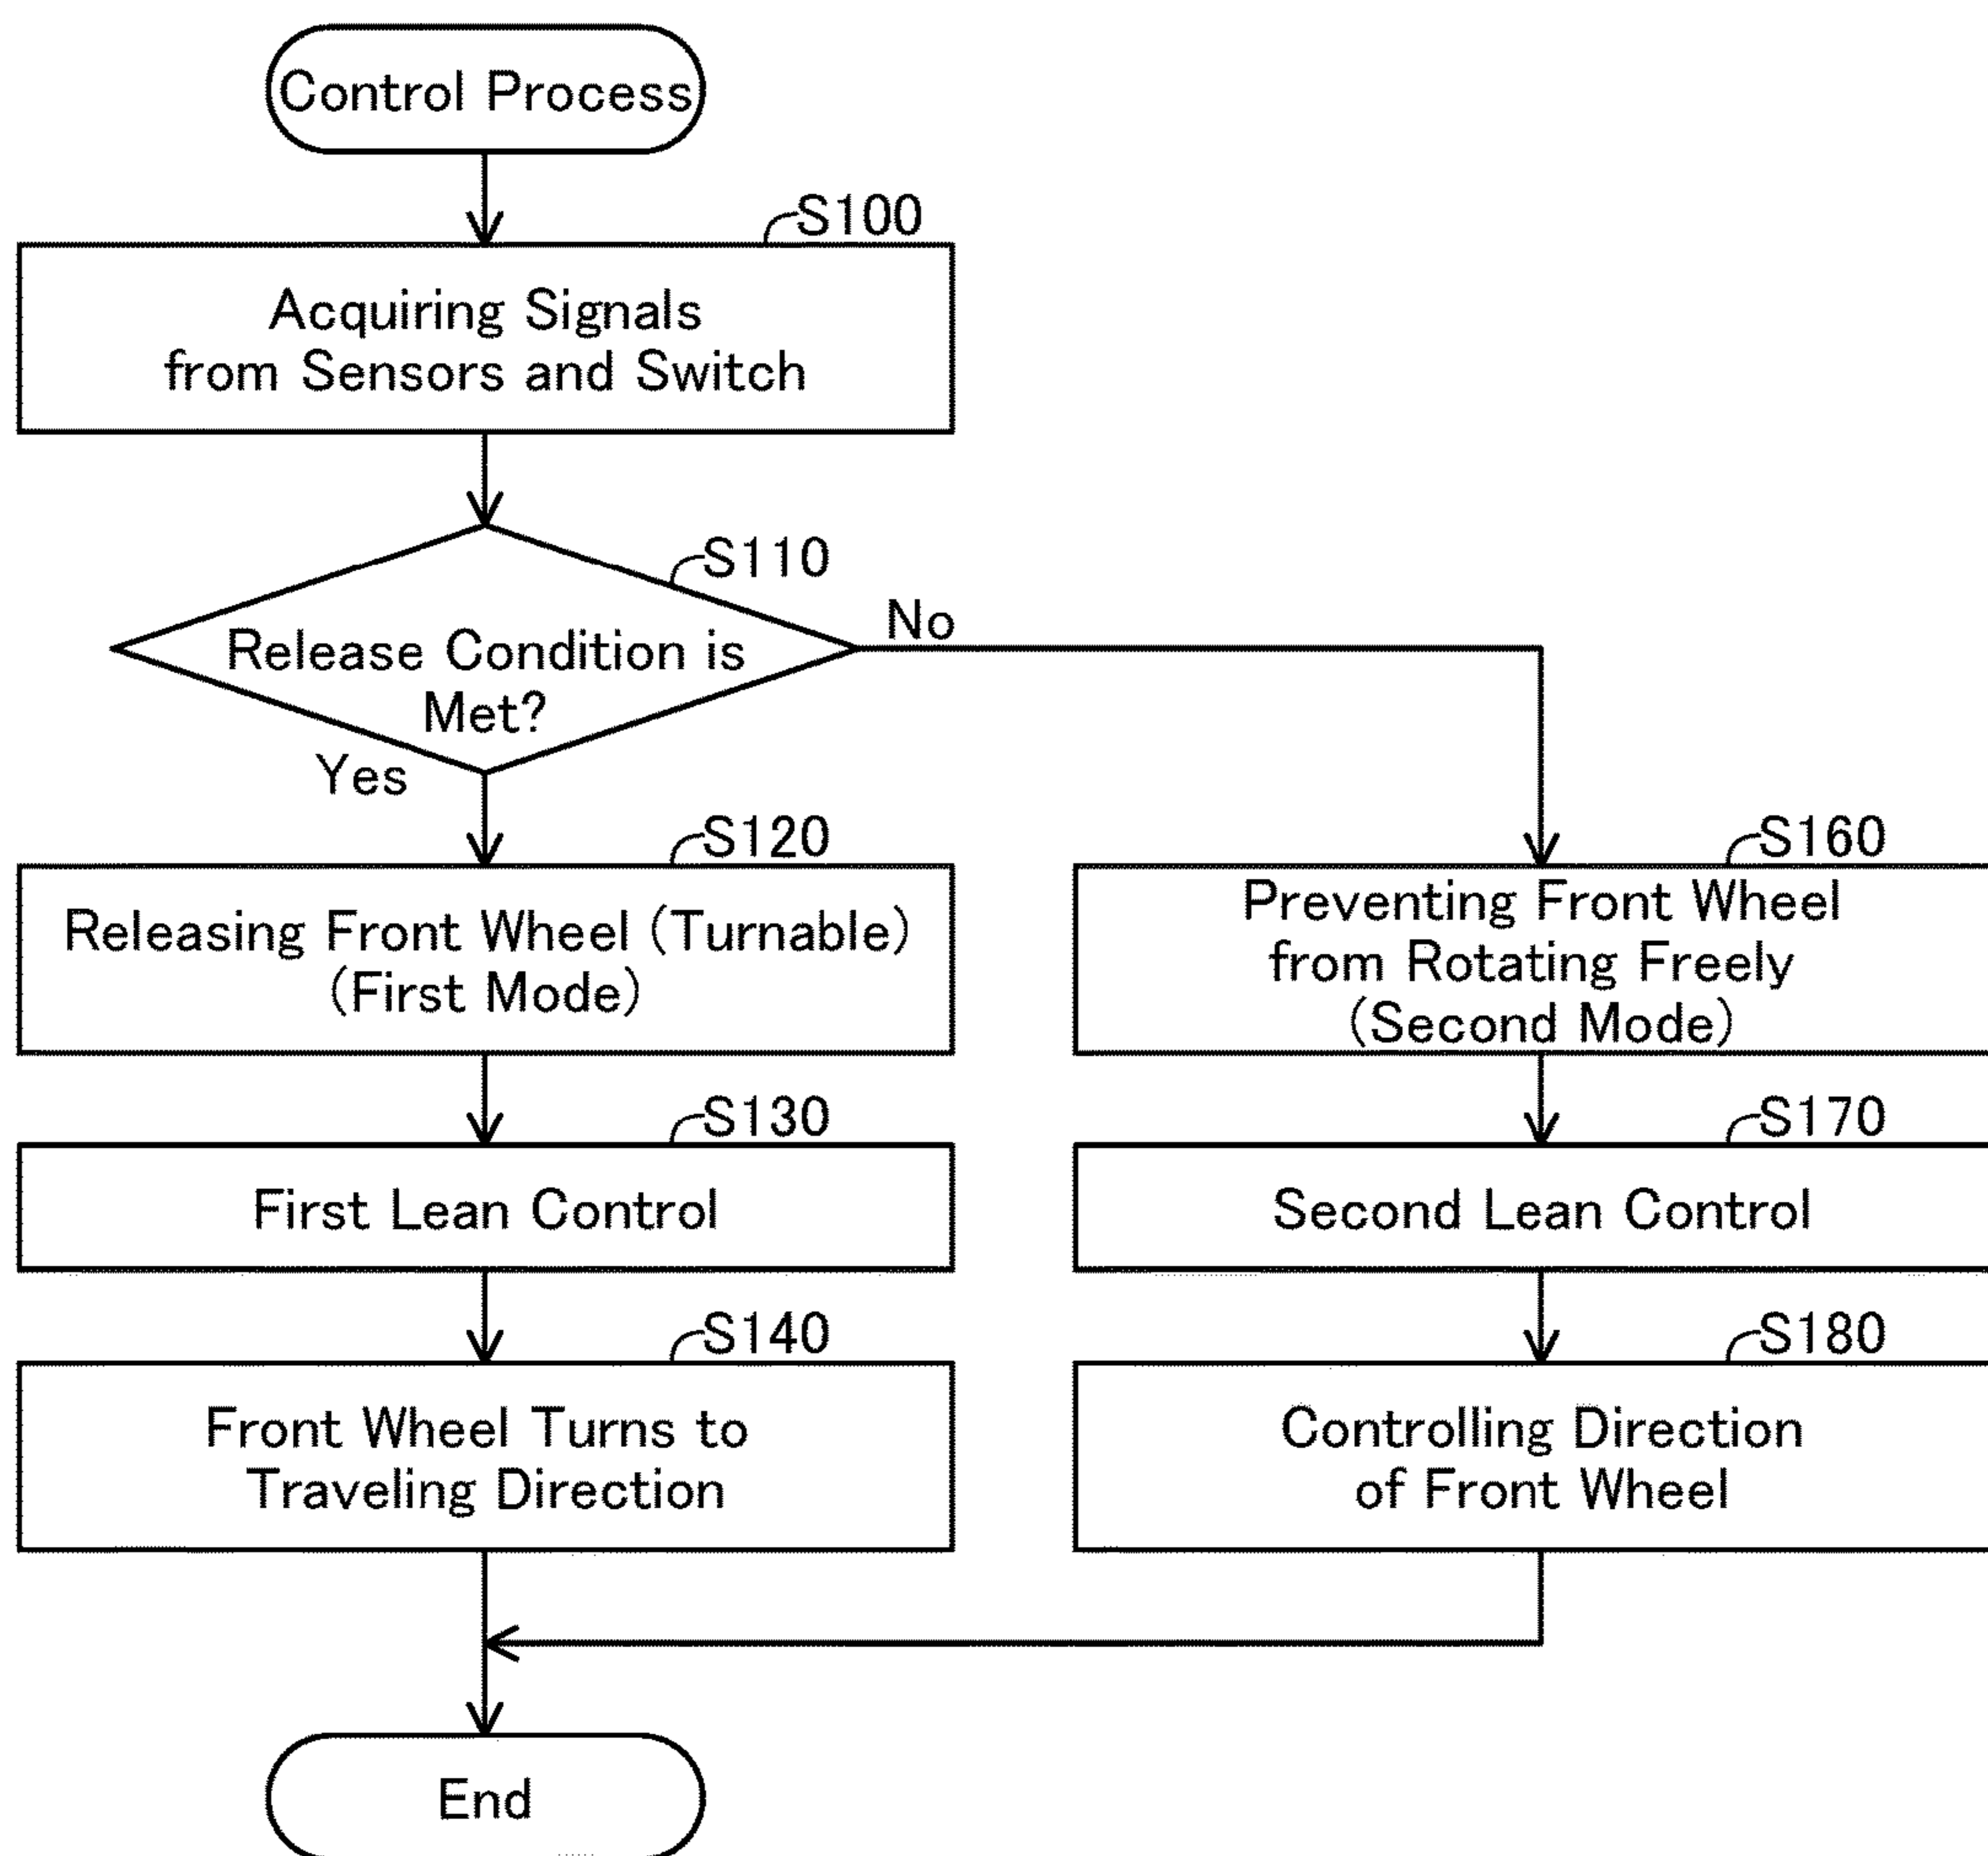 Control Process
S100
Acquiring Signals
from Sensors and Switch
S110
Release Condition is
Met?
No
Yes
S120
Releasing Front Wheel (Turnable)
(First Mode)
S130
First Lean Control
S140
Front Wheel Turns to
Traveling Direction
S160
Preventing Front Wheel
from Rotating Freely
(Second Mode)
S170
Second Lean Control
S180
Controlling Direction
of Front Wheel
End